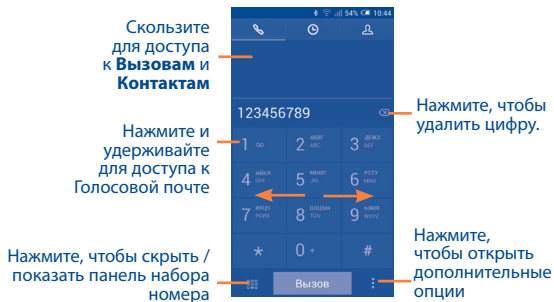 Скользите
для доступа
к Вызовам и
Контактам
Нажмите и
удерживайте
для доступа к
Голосовой почте
Нажмите, чтобы скрыть /
показать панель набора
номера
54% 10:44
123456789
1
2 АБВГ ABC
3 ДЕЖЗ DEF
4 ИЙКЛ GHI
5 МНОП JKL
6 РСТУ MNO
7 ФХЦЧ PQRS
8 ШЩЪЫ TUV
9 ЬЭЮЯ WXYZ
* 0 + #
Вызов
Нажмите, чтобы
удалить цифру.
Нажмите,
чтобы открыть
дополнительные
опции